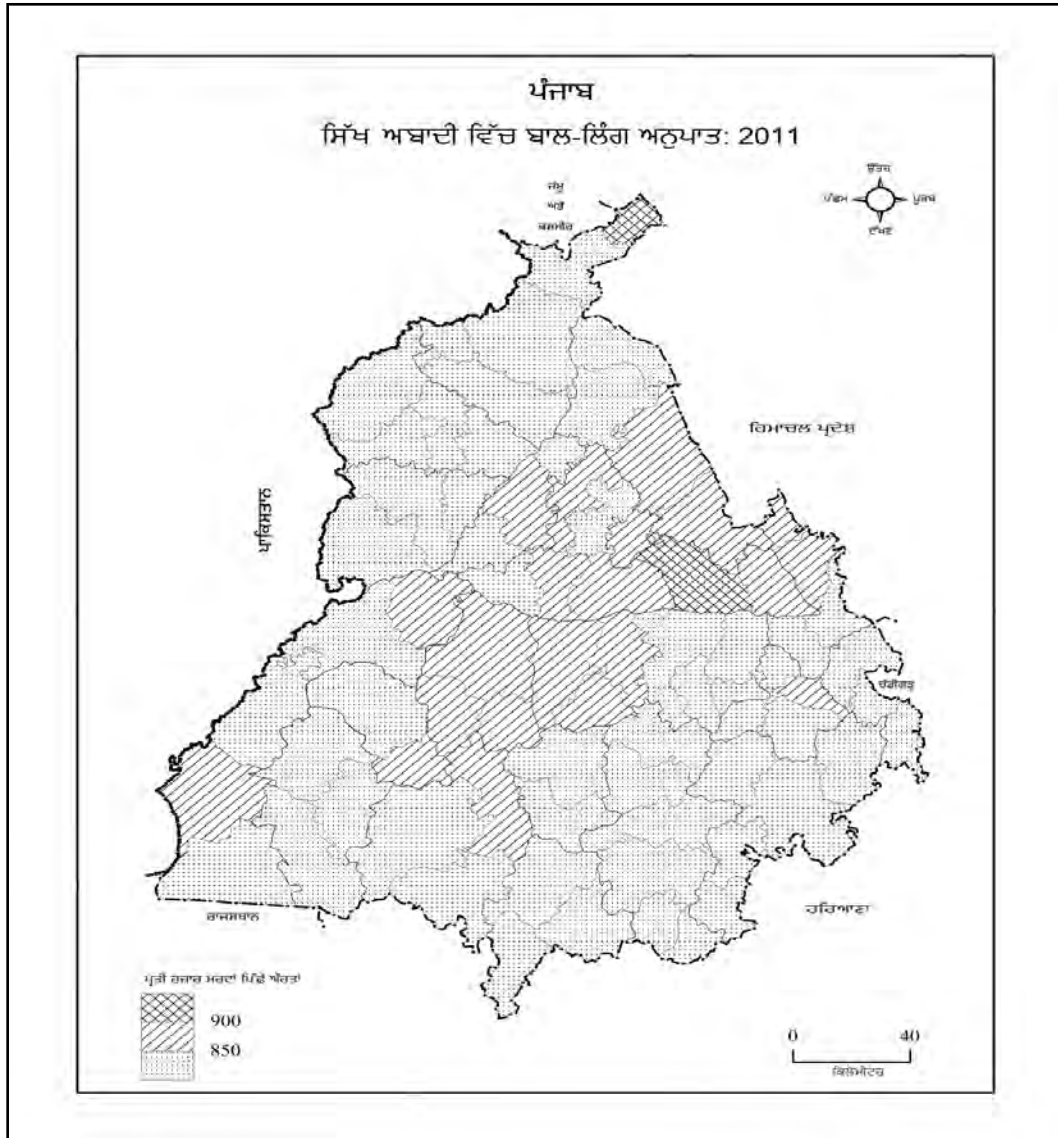 ਪੰਜਾਬ
ਸਿੱਖ ਅਬਾਦੀ ਵਿੱਚ ਬਾਲ-ਲਿੰਗ ਅਨੁਪਾਤ: 2011
ਜੰਮੂ
ਅਤੇ
ਕਸ਼ਮੀਰ
ਉੱਤਰ
ਪੱਛਮ
ਪੂਰਬ
ਦੱਖਣ
ਹਿਮਾਚਲ ਪ੍ਰਦੇਸ਼
ਪਾਕਿਸਤਾਨ
ਚੰਡੀਗੜ੍ਹ
ਰਾਜਸਥਾਨ
ਹਰਿਆਣਾ
ਪ੍ਰਤੀ ਹਜ਼ਾਰ ਮਰਦਾਂ ਪਿੱਛੇ ਔਰਤਾਂ
900
850
0 40
ਕਿਲੋਮੀਟਰ